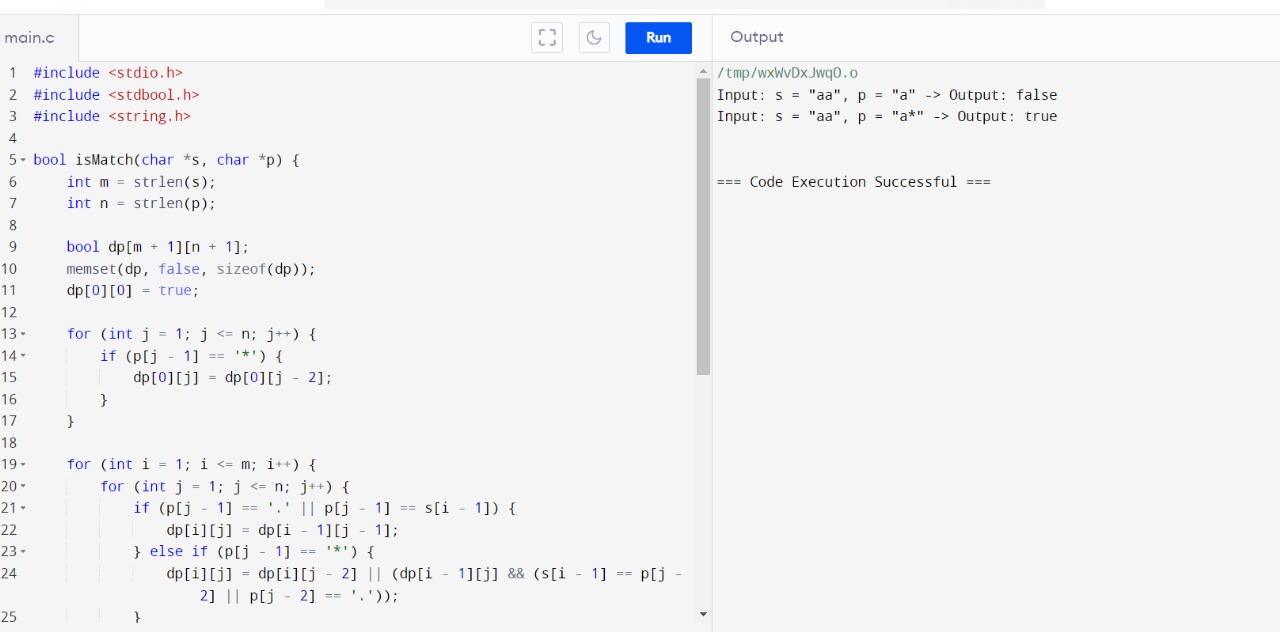 main.c
Run
Output
1 #include <stdio.h>
2 #include <stdbool.h>
3 #include <string.h>
4
5 bool isMatch(char *s, char *p) {
6 int m = strlen(s);
7 int n = strlen(p);
8
9 bool dp[m + 1][n + 1];
10 memset(dp, false, sizeof(dp));
11 dp[0][0] = true;
12
13 for (int j = 1; j <= n; j++) {
14 if (p[j - 1] == '*') {
15 dp[0][j] = dp[0][j - 2];
16 }
17 }
18
19 for (int i = 1; i <= m; i++) {
20 for (int j = 1; j <= n; j++) {
21 if (p[j - 1] == '.' || p[j - 1] == s[i - 1]) {
22 dp[i][j] = dp[i - 1][j - 1];
23 } else if (p[j - 1] == '*') {
24 dp[i][j] = dp[i][j - 2] || (dp[i - 1][j] && (s[i - 1] == p[j -
2] || p[j - 2] == '.'));
25 }
/tmp/wxWvDxJwqO.o
Input: s = "aa", p = "a" -> Output: false
Input: s = "aa", p = "a*" -> Output: true
=== Code Execution Successful ===